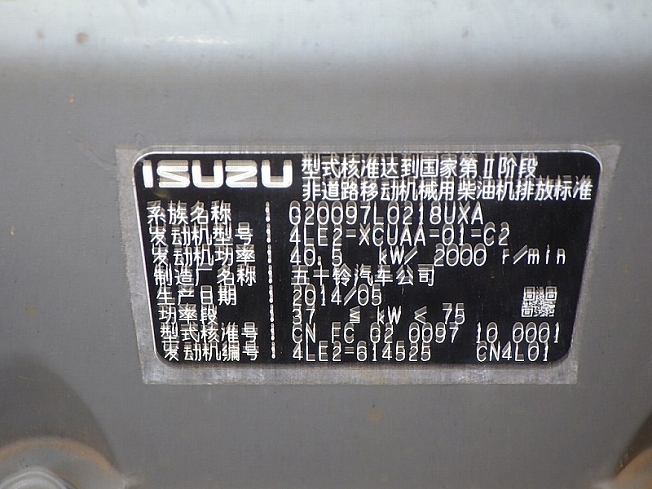 ISUZU 型式核准达到国家第Ⅱ阶段
非道路移动机械用柴油机排放标准
系族名称 : G20097L0218UXA
发动机型号 : 4LE2-XCUAA-01-C2
发动机功率 : 40.5 kW/ 2000 r/min
制造厂名称 : 五十铃汽车公司
生产日期 : 2014/05
功率段 : 37 ≤ kW < 75
型式核准号 : CN FC 02 0097 10 0001
发动机编号 : 4LE2-614525 CN4L01